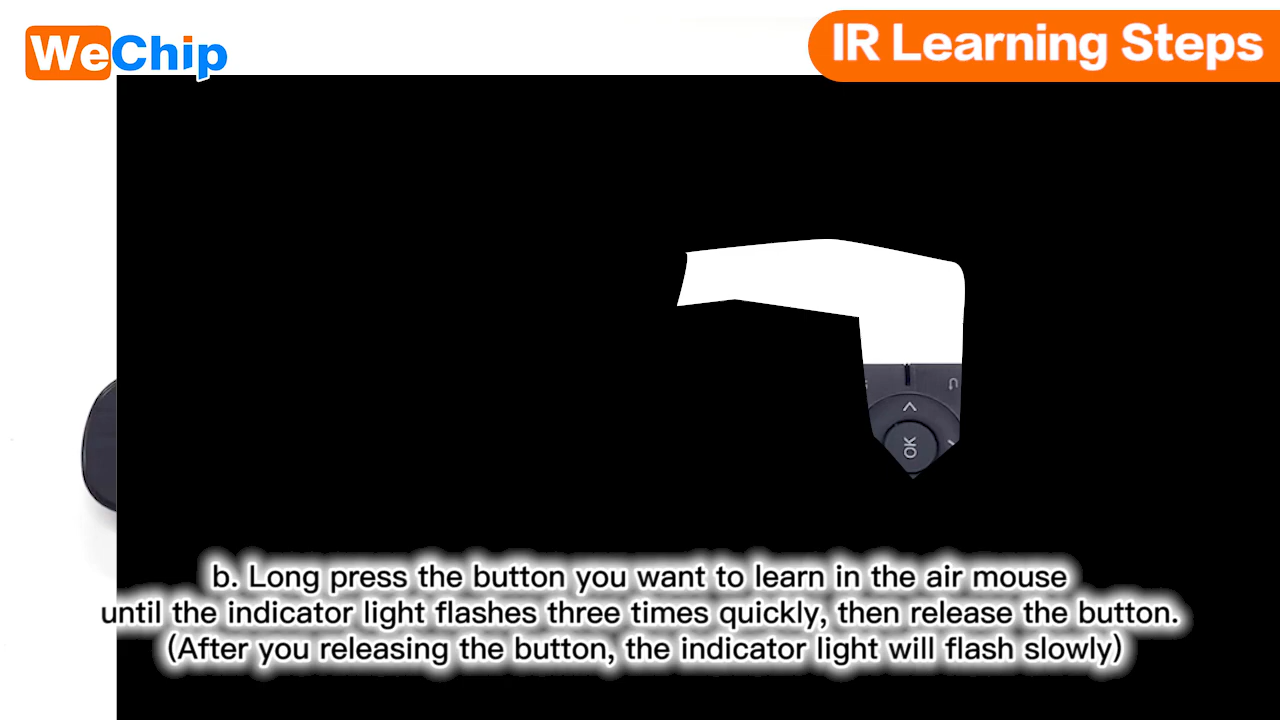 WeChip
IR Learning Steps
OK
b. Long press the button you want to learn in the air mouse
until the indicator light flashes three times quickly, then release the button.
(After you releasing the button, the indicator light will flash slowly)